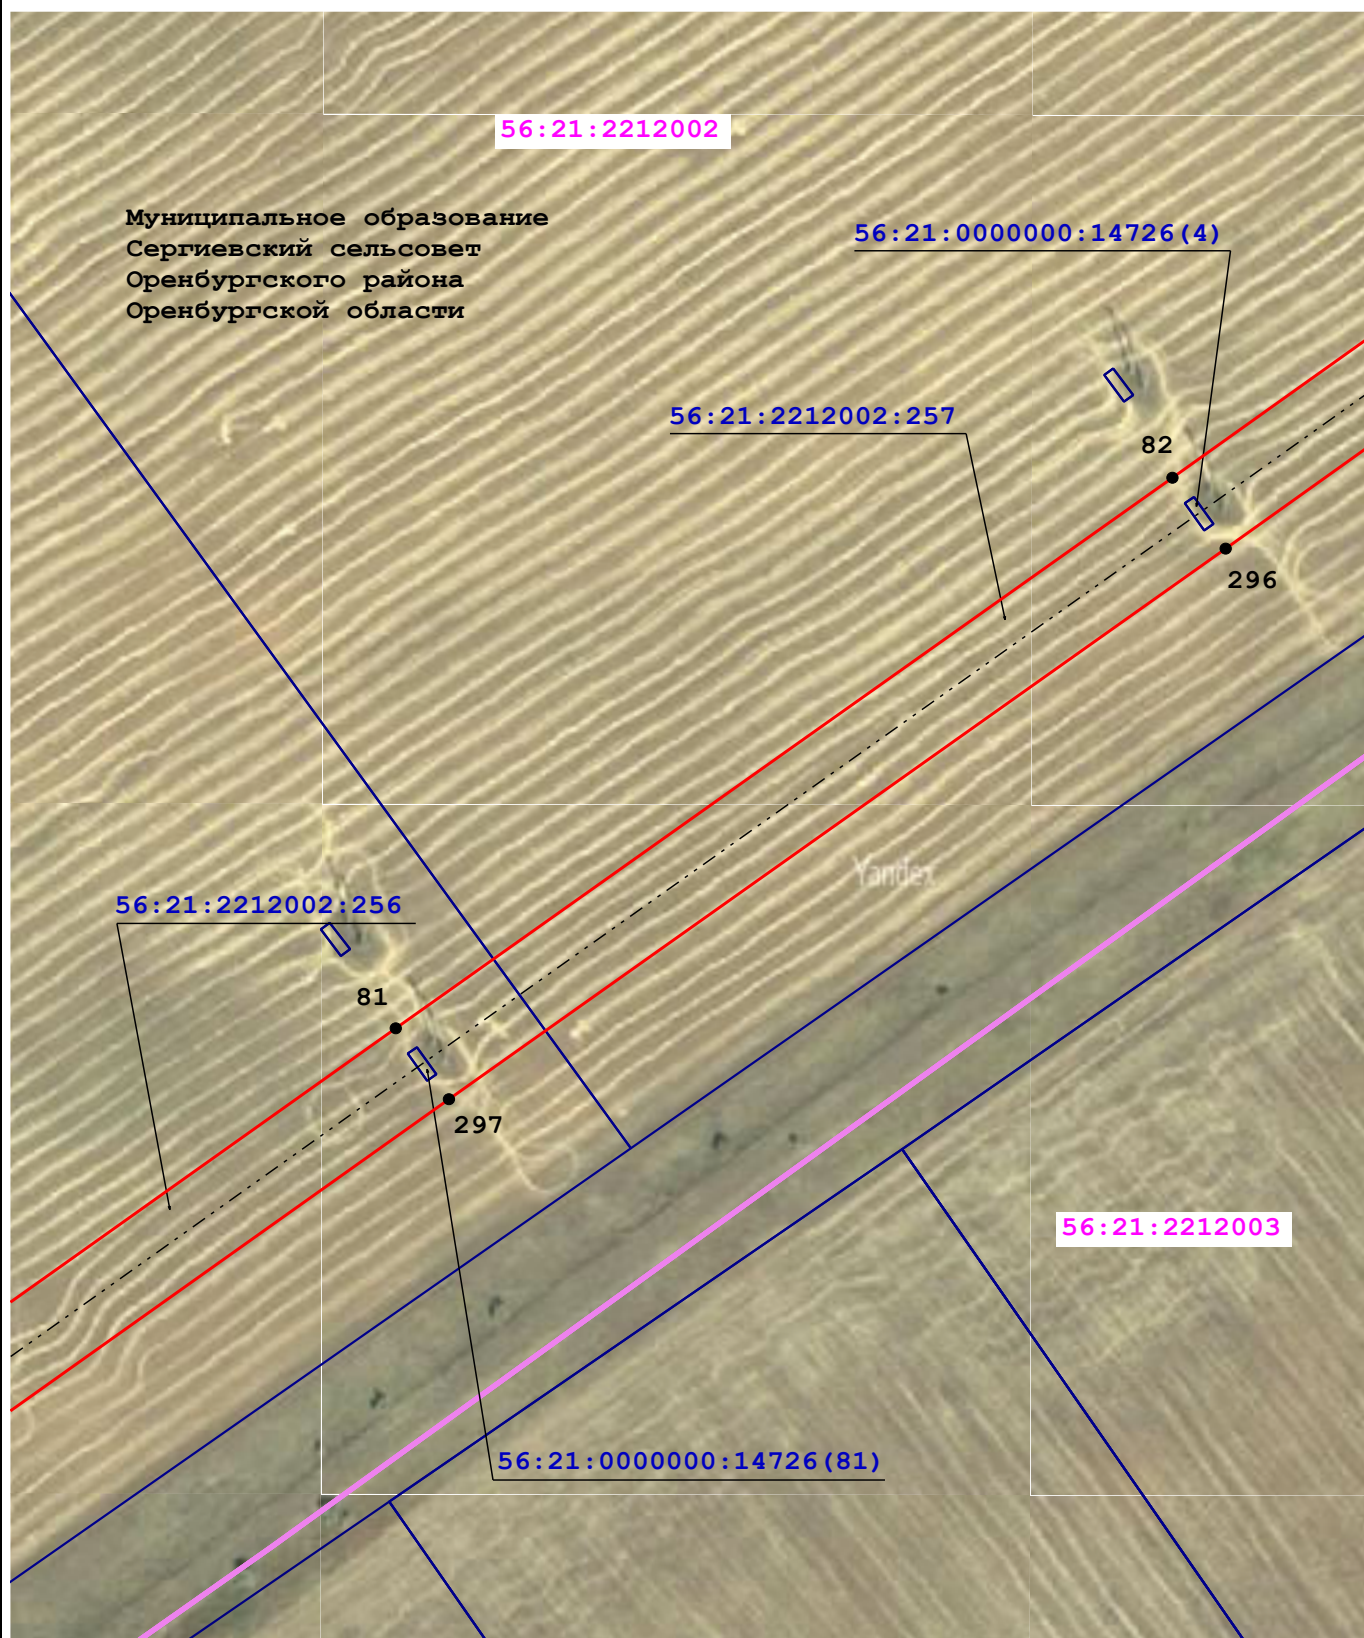 56:21:2212002
Муниципальное образование
Сергиевский сельсовет
Оренбургского района
Оренбургской области
56:21:0000000:14726(4)
56:21:2212002:257
82
296
Yandex
56:21:2212002:256
81
297
56:21:2212003
56:21:0000000:14726(81)